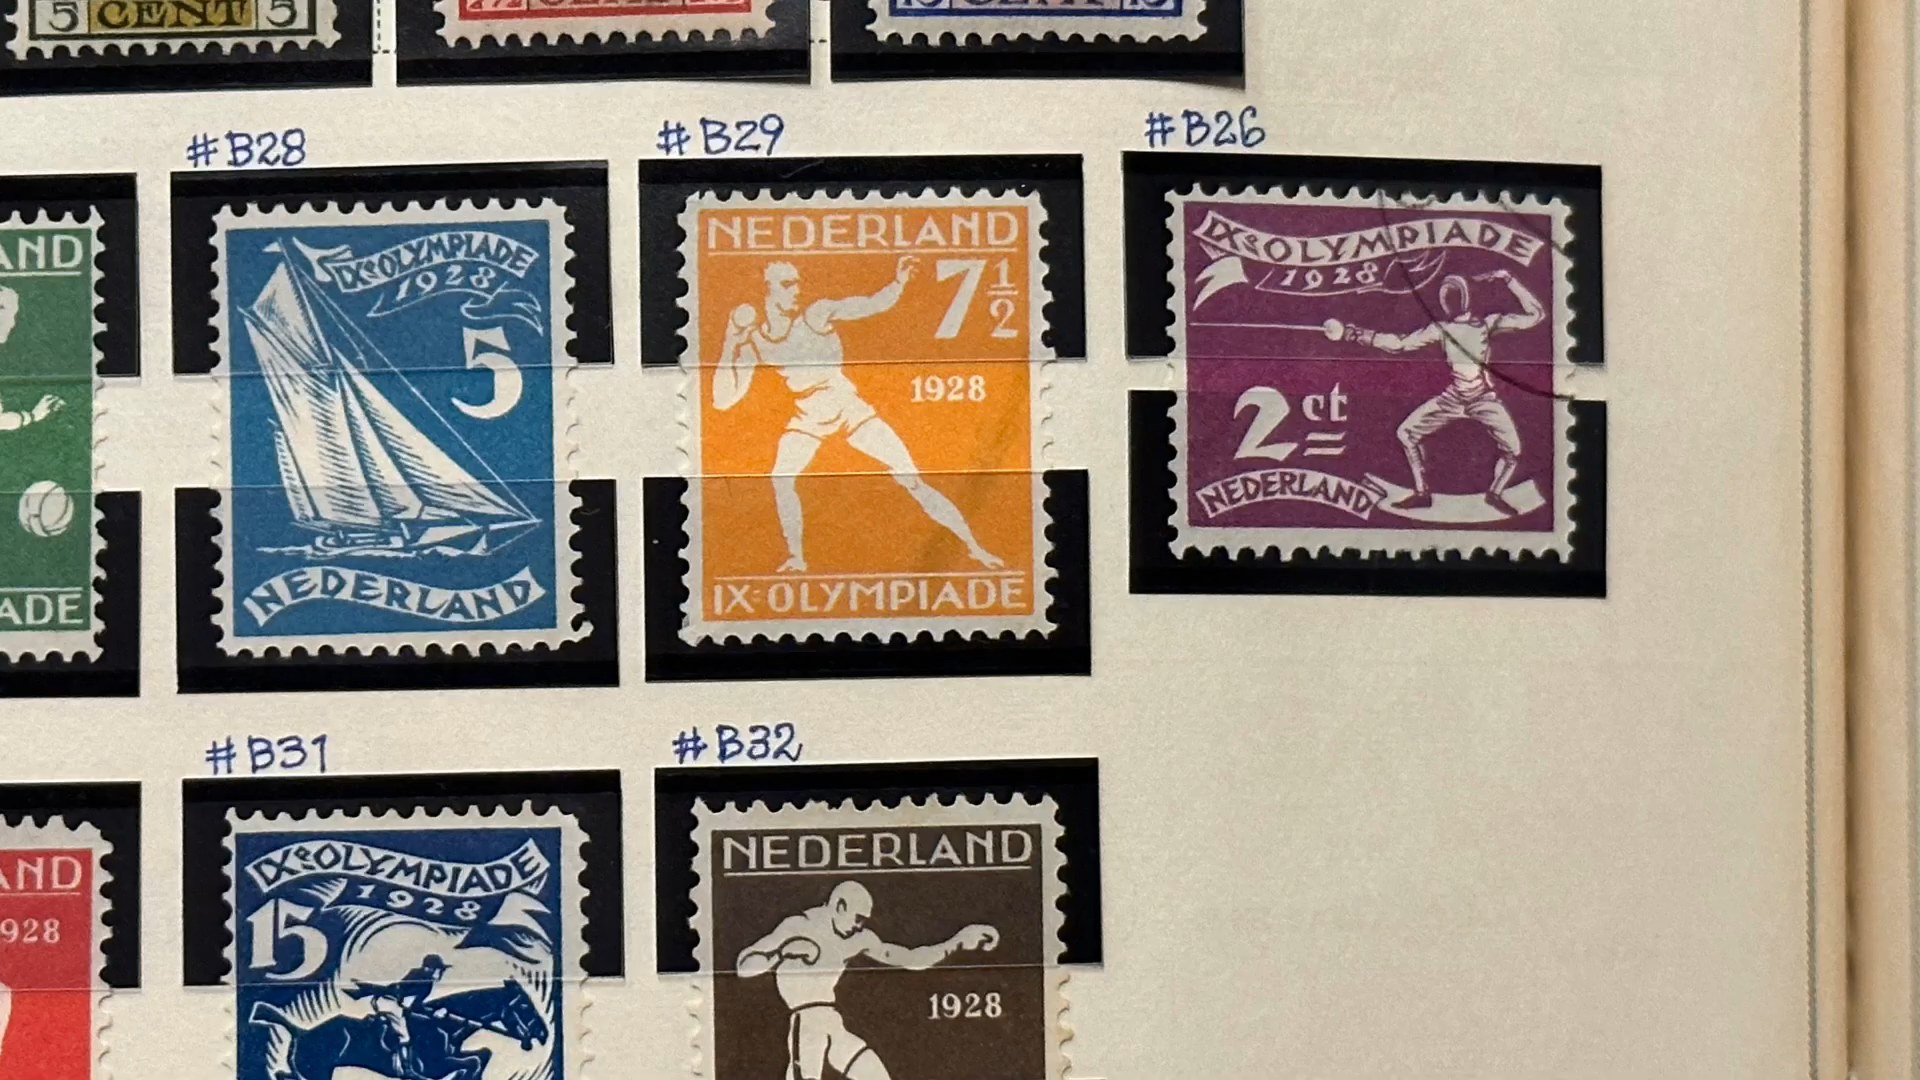 5 CENT 5
#B28
#B29
#B26
AND
IXe OLYMPIADE
1928
5
NEDERLAND
NEDERLAND
7 1/2
1928
IX: OLYMPIADE
IXe OLYMPIADE
1928
2 ct
NEDERLAND
ADE
#B31
#B32
AND
928
IXe OLYMPIADE
1928
15
NEDERLAND
1928